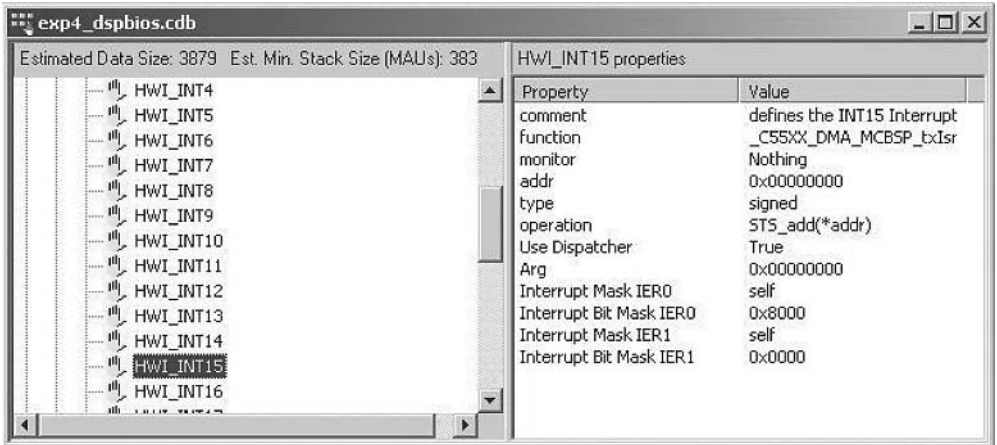 exp4_dspbios.cdb
Estimated Data Size: 3879 Est. Min. Stack Size (MAUs): 383
HWI_INT4
HWI_INT5
HWI_INT6
HWI_INT7
HWI_INT8
HWI_INT9
HWI_INT10
HWI_INT11
HWI_INT12
HWI_INT13
HWI_INT14
HWI_INT15
HWI_INT16
HWI_INT15 properties
Property Value
comment defines the INT15 Interrupt
function _C55XX_DMA_MCBSP_txIsr
monitor Nothing
addr 0x00000000
type signed
operation STS_add(*addr)
Use Dispatcher True
Arg 0x00000000
Interrupt Mask IER0 self
Interrupt Bit Mask IER0 0x8000
Interrupt Mask IER1 self
Interrupt Bit Mask IER1 0x0000